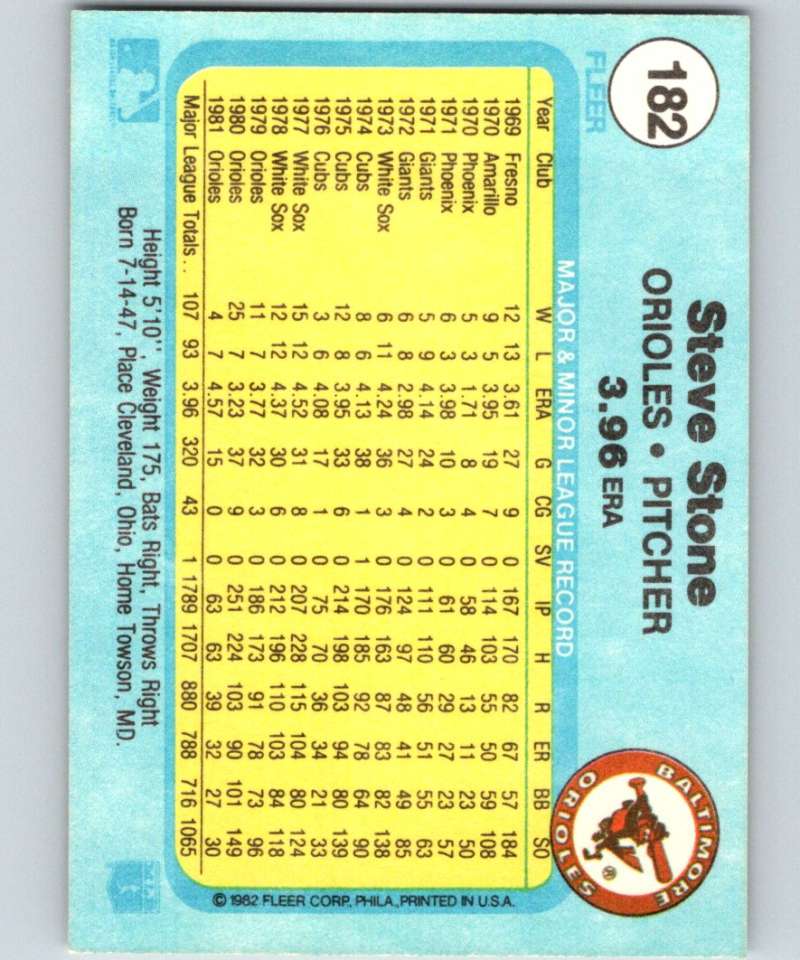 182
FLEER
Steve Stone
ORIOLES • PITCHER
3.96 ERA
BALTIMORE
ORIOLES
®
MAJOR & MINOR LEAGUE RECORD
Year Club W L ERA G CG SV IP H R ER BB SO
1969 Fresno 12 13 3.61 27 9 0 167 170 82 67 57 184
1970 Amarillo 9 5 3.95 19 7 0 114 103 55 50 59 108
1970 Phoenix 5 3 1.71 8 4 0 58 46 13 11 23 50
1971 Phoenix 6 3 3.98 10 3 0 61 60 29 27 23 57
1971 Giants 5 9 4.14 24 2 0 111 110 56 51 55 63
1972 Giants 6 8 2.98 27 4 0 124 97 48 41 49 85
1973 White Sox 6 11 4.24 36 3 0 176 163 87 83 82 138
1974 Cubs 8 6 4.13 38 1 1 170 185 92 78 64 90
1975 Cubs 12 8 3.95 33 6 0 214 198 103 94 80 139
1976 Cubs 3 6 4.08 17 1 0 75 70 36 34 21 33
1977 White Sox 15 12 4.52 31 8 0 207 228 115 104 80 124
1978 White Sox 12 12 4.37 30 6 0 212 196 110 103 84 118
1979 Orioles 11 7 3.77 32 3 0 186 173 91 78 73 96
1980 Orioles 25 7 3.23 37 9 0 251 224 103 90 101 149
1981 Orioles 4 7 4.57 15 0 0 63 63 39 32 27 30
Major League Totals.. 107 93 3.96 320 43 1 1789 1707 880 788 716 1065
© 1982 FLEER CORP., PHILA., PRINTED IN U.S.A.
Height 5'10'', Weight 175, Bats Right, Throws Right
Born 7-14-47, Place Cleveland, Ohio, Home Towson, MD.